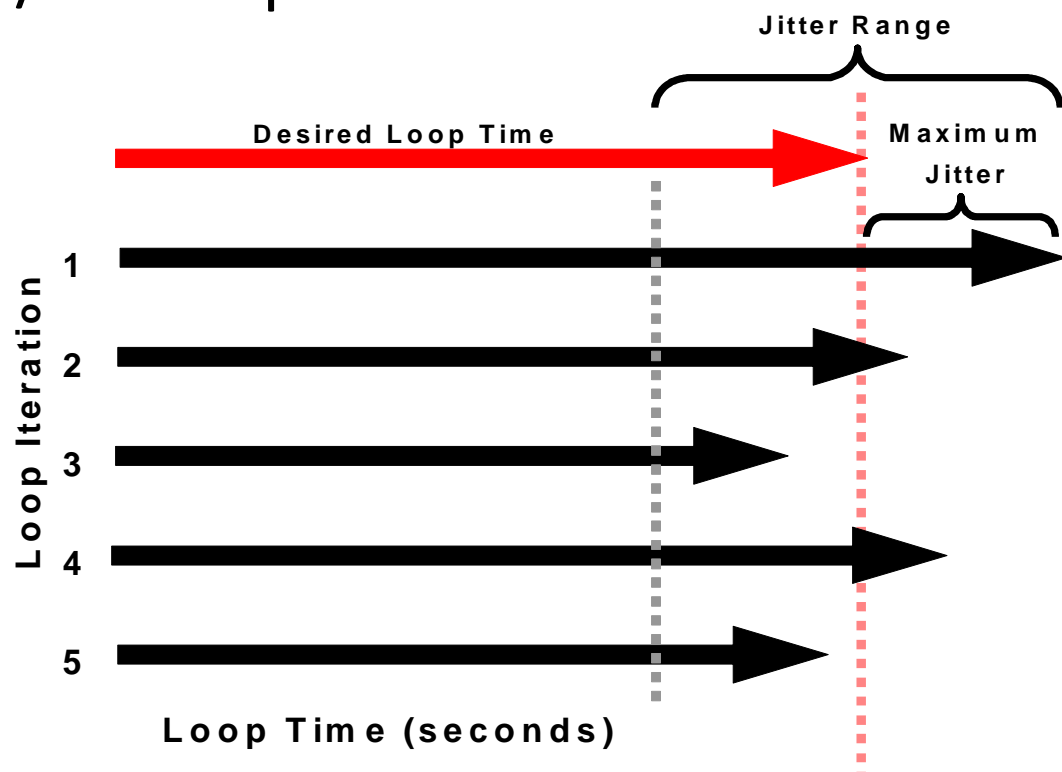 Jitter Range
Desired Loop Time
Maximum
Jitter
Loop Iteration
1
2
3
4
5
Loop Time (seconds)